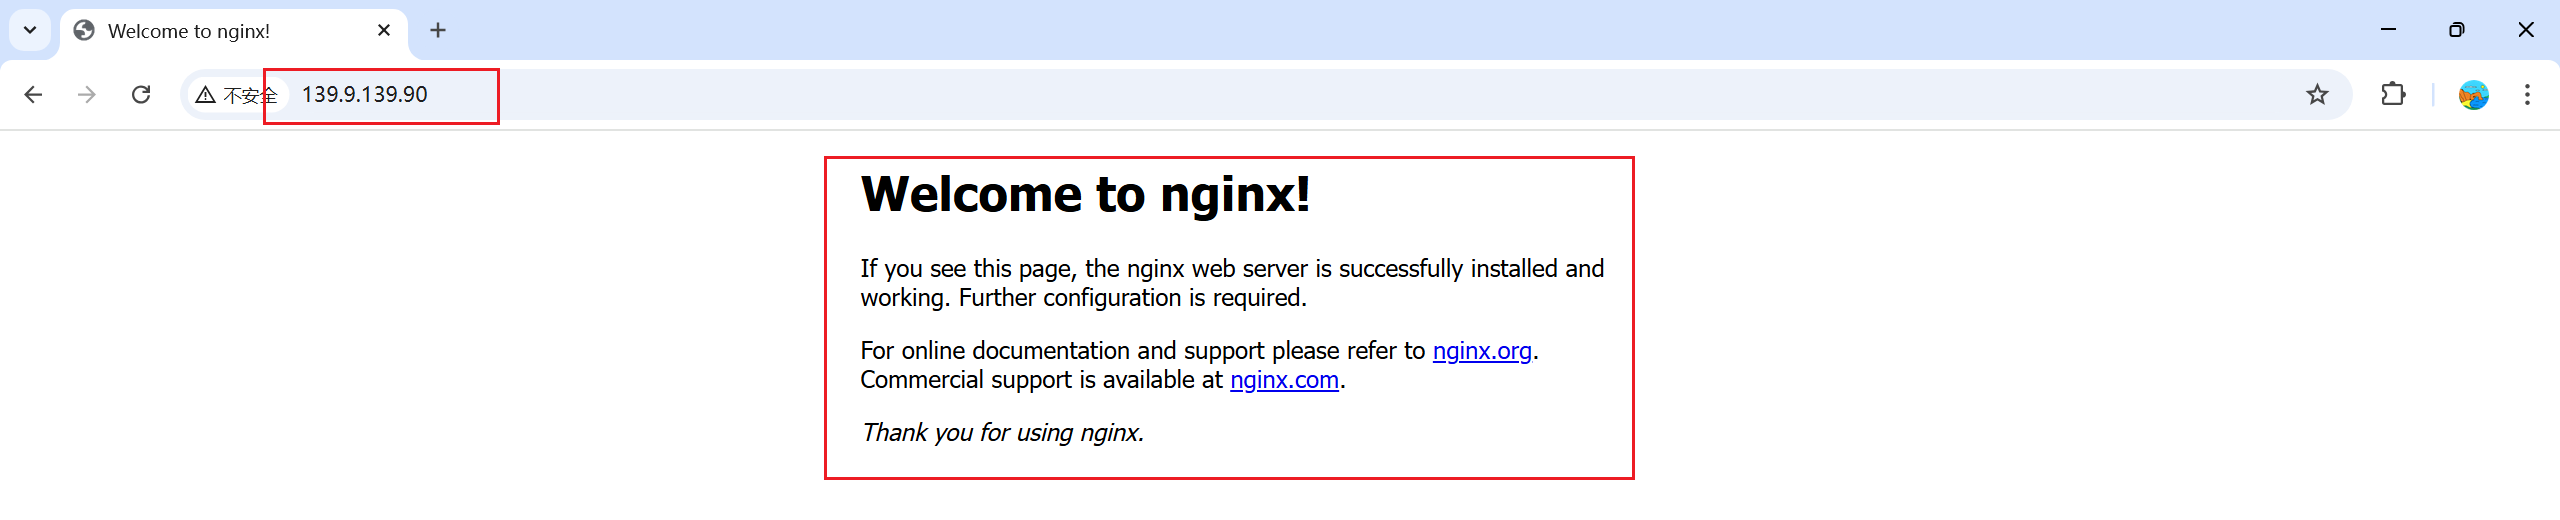 Welcome to nginx!
不安全 139.9.139.90
Welcome to nginx!
If you see this page, the nginx web server is successfully installed and
working. Further configuration is required.
For online documentation and support please refer to nginx.org.
Commercial support is available at nginx.com.
Thank you for using nginx.